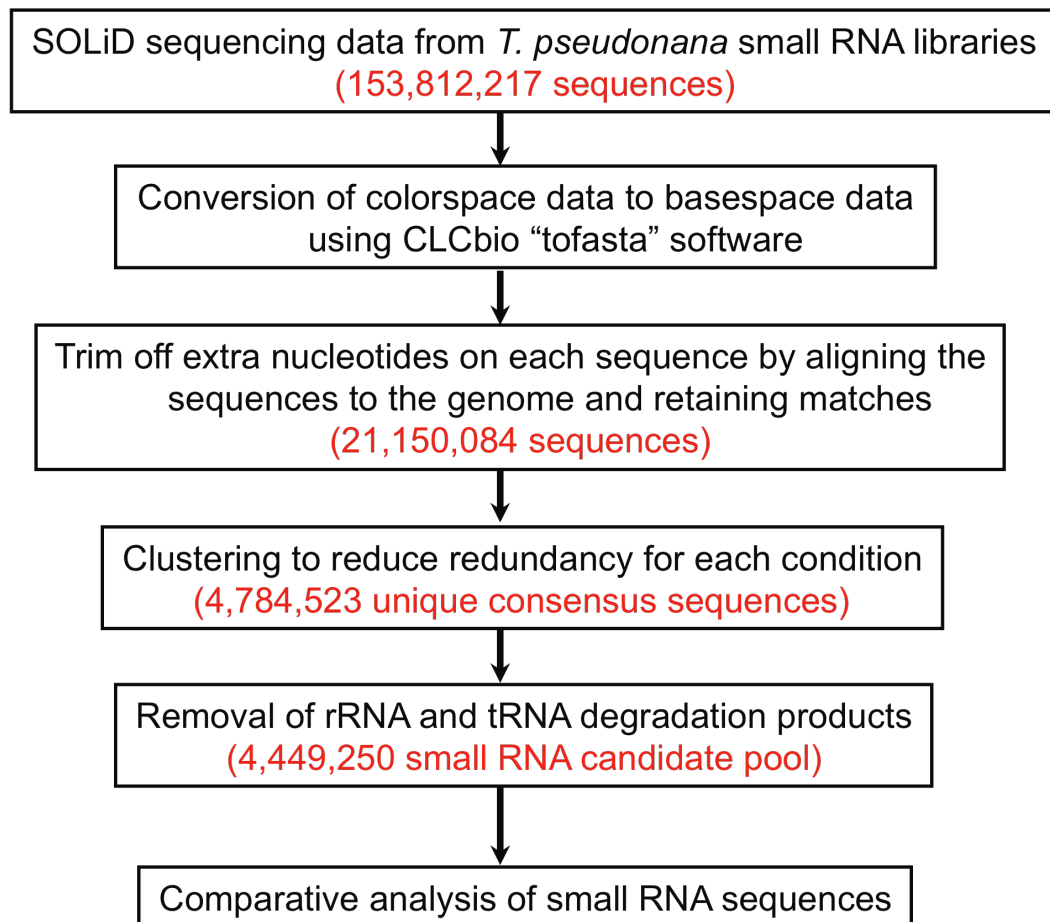 SOLiD sequencing data from T. pseudonana small RNA libraries
(153,812,217 sequences)
Conversion of colorspace data to basespace data
using CLCbio “tofasta” software
Trim off extra nucleotides on each sequence by aligning the
sequences to the genome and retaining matches
(21,150,084 sequences)
Clustering to reduce redundancy for each condition
(4,784,523 unique consensus sequences)
Removal of rRNA and tRNA degradation products
(4,449,250 small RNA candidate pool)
Comparative analysis of small RNA sequences